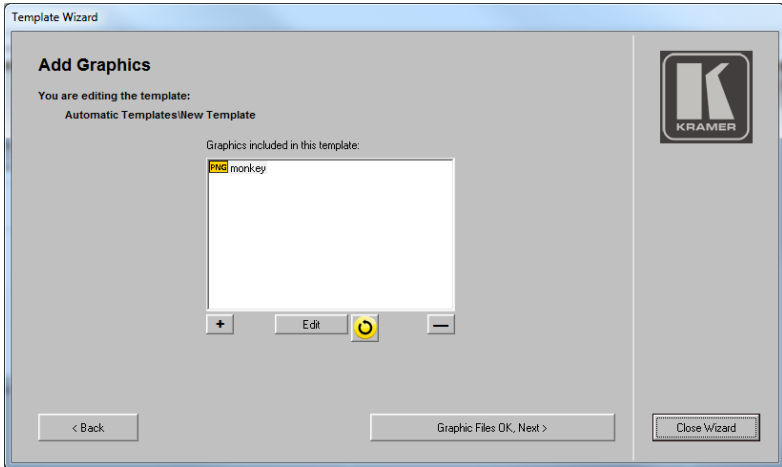 Template Wizard
Add Graphics
You are editing the template:
Automatic Templates\New Template
Graphics included in this template:
PNG monkey
+ Edit —
< Back
Graphic Files OK, Next >
Close Wizard
K
KRAMER